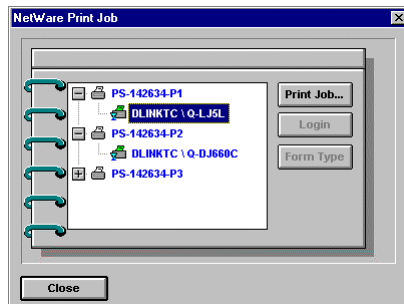 NetWare Print Job
PS-142634-P1
DLINKTC \ Q-LJ5L
PS-142634-P2
DLINKTC \ Q-DJ660C
PS-142634-P3
Print Job...
Login
Form Type
Close